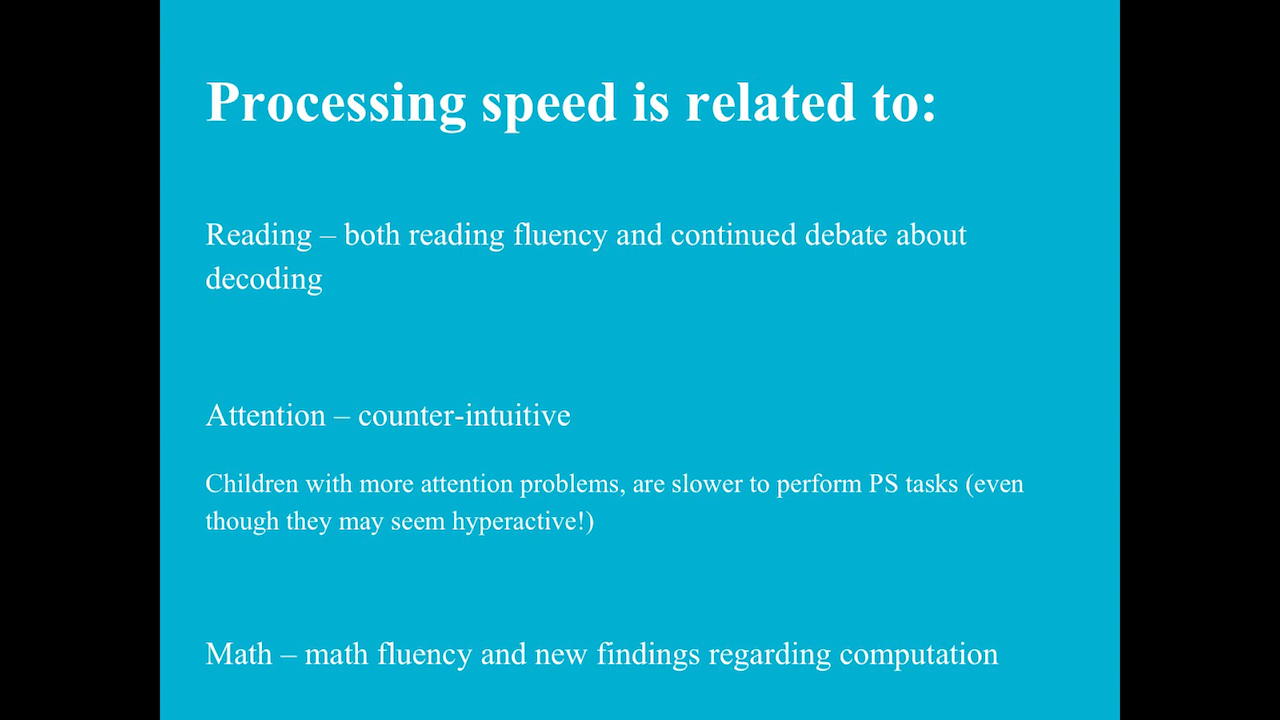 Processing speed is related to:
Reading – both reading fluency and continued debate about
decoding
Attention – counter-intuitive
Children with more attention problems, are slower to perform PS tasks (even
though they may seem hyperactive!)
Math – math fluency and new findings regarding computation